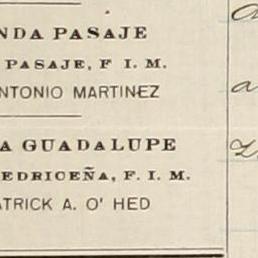 NDA PASAJE
PASAJE, F. I. M.
NTONIO MARTINEZ
A GUADALUPE
EDRICEÑA, F. I. M.
ATRICK A. O' HED